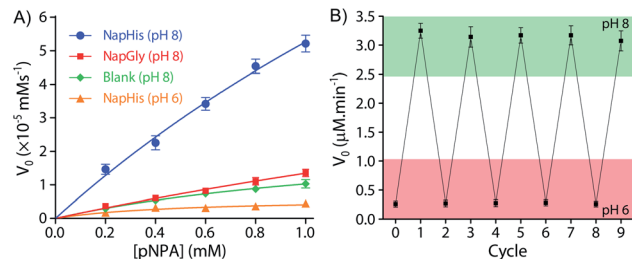 A)
NapHis (pH 8)
NapGly (pH 8)
Blank (pH 8)
NapHis (pH 6)
V₀ (×10⁻⁵ mMs⁻¹)
6
5
4
3
2
1
0
0.0 0.2 0.4 0.6 0.8 1.0
[pNPA] (mM)
B)
pH 8
pH 6
V₀ (μM.min⁻¹)
3.5
3.0
2.5
2.0
1.5
1.0
0.5
0.0
0 1 2 3 4 5 6 7 8 9
Cycle